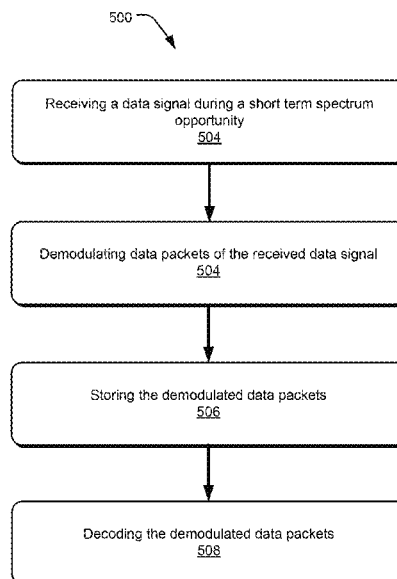 500
Receiving a data signal during a short term spectrum
opportunity
504
Demodulating data packets of the received data signal
504
Storing the demodulated data packets
506
Decoding the demodulated data packets
508